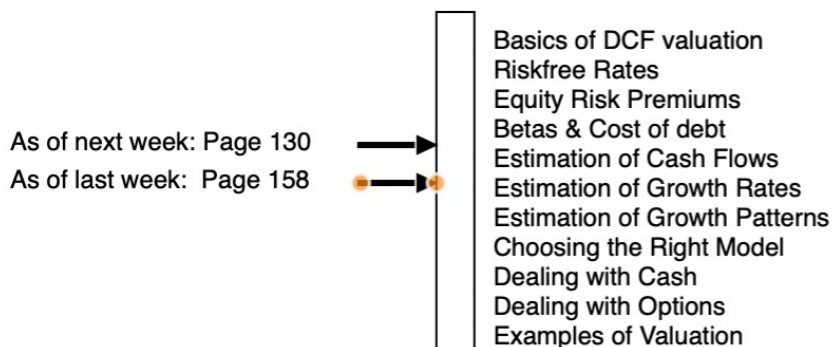 Basics of DCF valuation
Riskfree Rates
Equity Risk Premiums
Betas & Cost of debt
As of next week: Page 130
Estimation of Cash Flows
As of last week: Page 158
Estimation of Growth Rates
Estimation of Growth Patterns
Choosing the Right Model
Dealing with Cash
Dealing with Options
Examples of Valuation